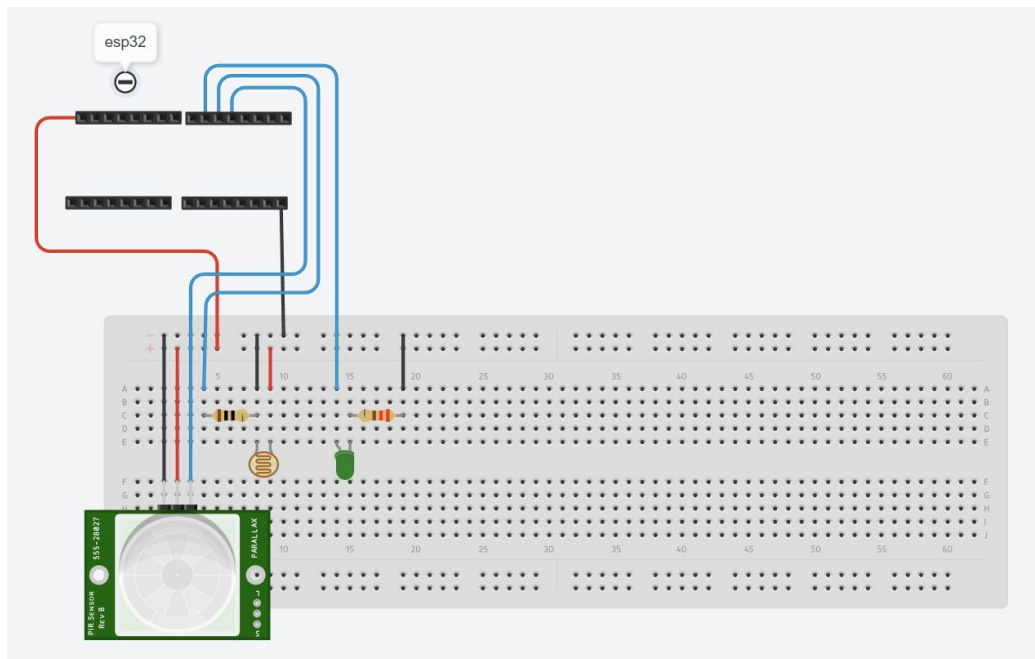 esp32
- -
+ +
5 10 15 20 25 30 35 40 45 50 55 60
A A
B B
C C
D D
E E
F F
G G
H H
I
J
555-28027
PARALLAX
10 15 20 25 30 35 40 45 50 55 60
PIR SENSOR
REV B